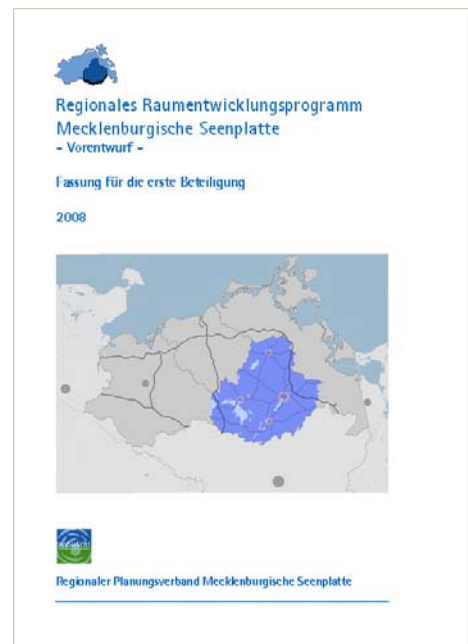 Regionales Raumentwicklungsprogramm
Mecklenburgische Seenplatte
- Vorentwurf -
Fassung für die erste Beteiligung
2008
Regionaler Planungsverband Mecklenburgische Seenplatte